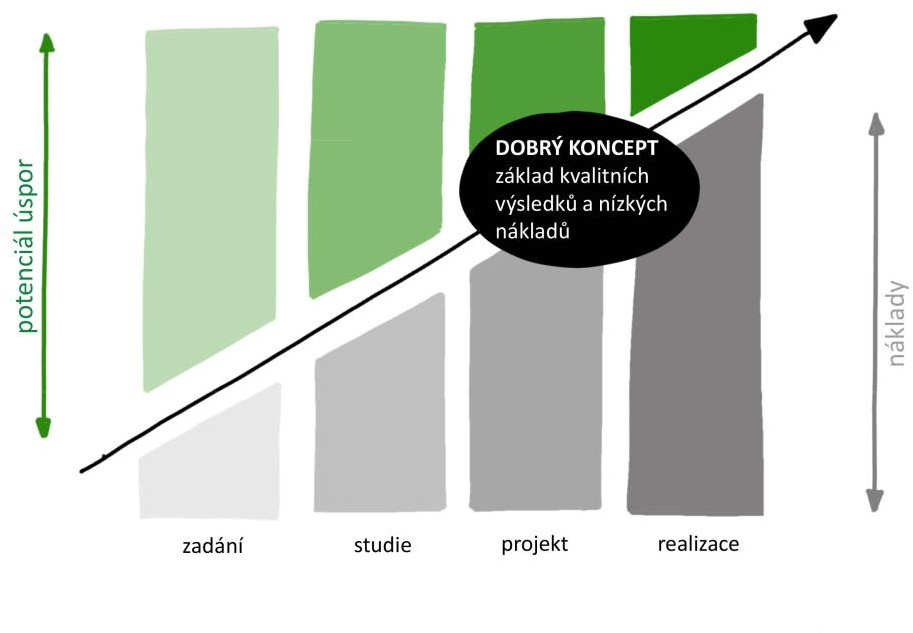 potenciál úspor
DOBRÝ KONCEPT
základ kvalitních
výsledků a nízkých
nákladů
náklady
zadání
studie
projekt
realizace